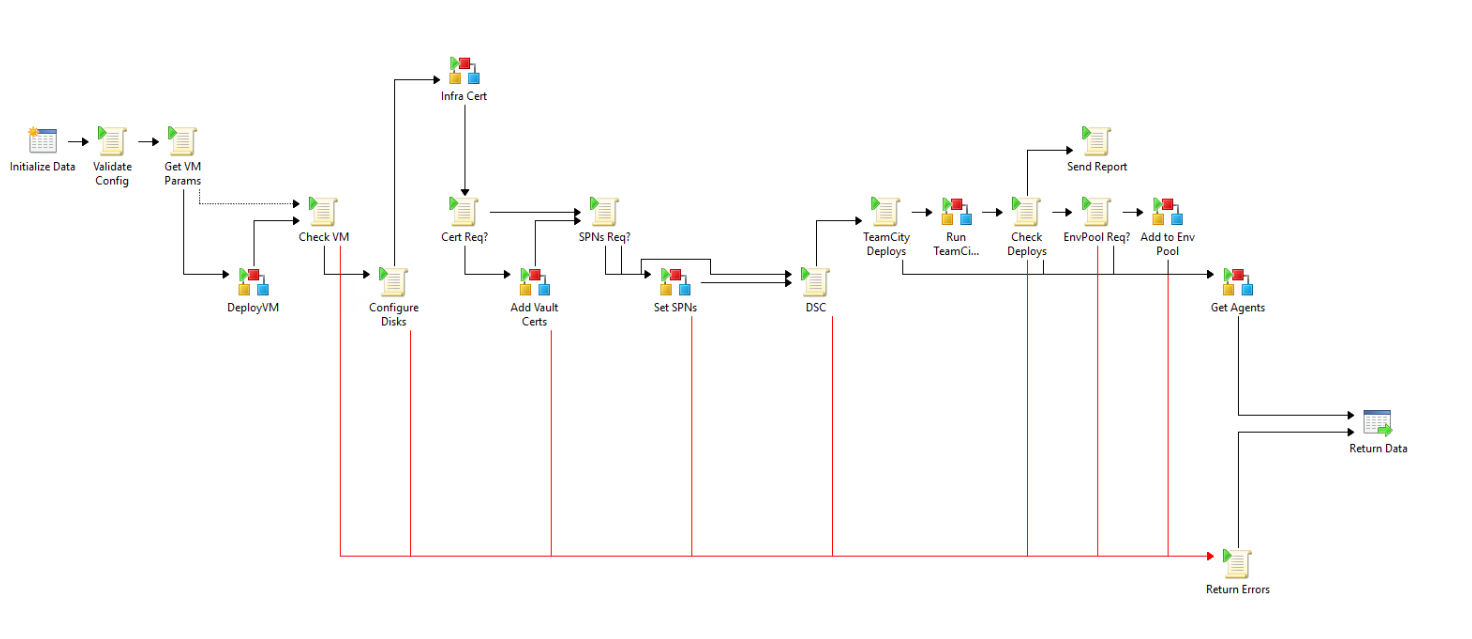 Infra Cert
Initialize Data
Validate
Config
Get VM
Params
Send Report
Check VM
Cert Req?
SPNs Req?
TeamCity
Deploys
Run
TeamCi...
Check
Deploys
EnvPool Req?
Add to Env
Pool
DeployVM
Configure
Disks
Add Vault
Certs
Set SPNs
DSC
Get Agents
Return Data
Return Errors